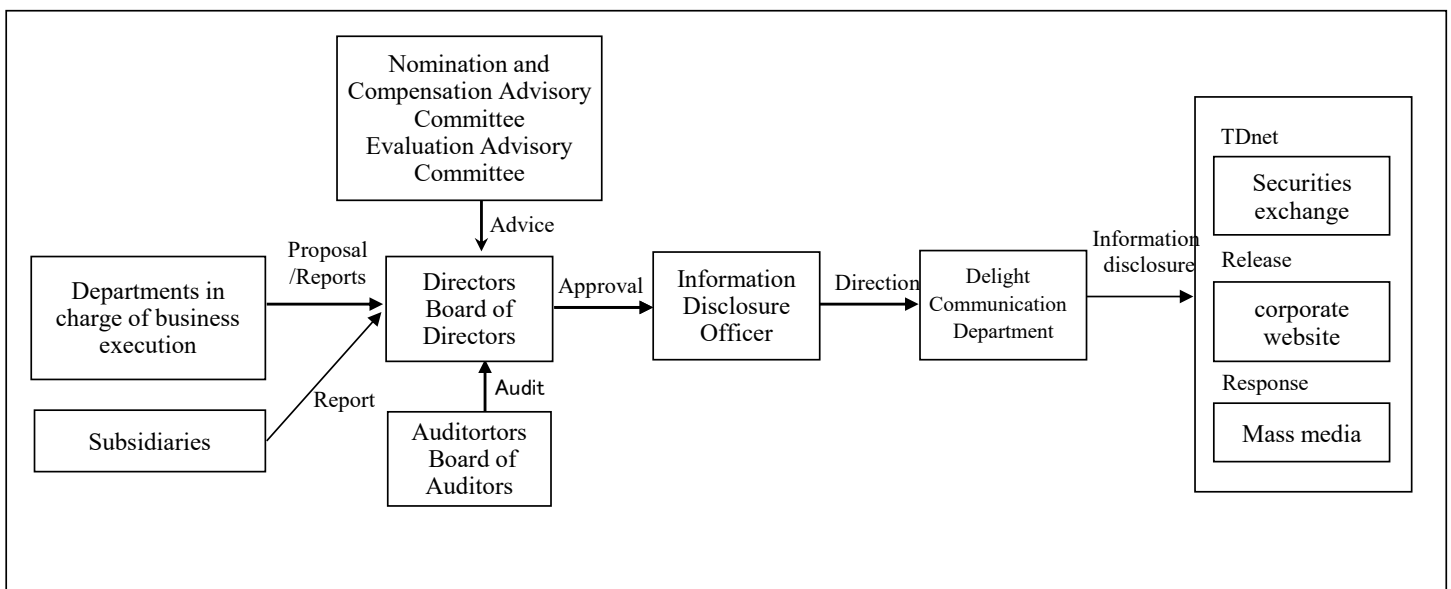 Nomination and
Compensation Advisory
Committee
Evaluation Advisory
Committee
Advice
Proposal
/Reports
Departments in
charge of business
execution
Subsidiaries
Report
Directors
Board of
Directors
Audit
Auditortors
Board of
Auditors
Approval
Information
Disclosure
Officer
Direction
Delight
Communication
Department
Information
disclosure
TDnet
Securities
exchange
Release
corporate
website
Response
Mass media